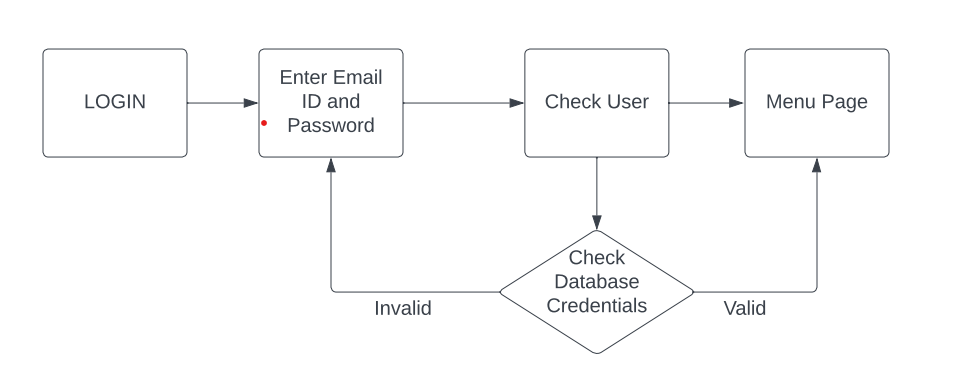 LOGIN
Enter Email
ID and
Password
Check User
Menu Page
Check
Database
Credentials
Invalid
Valid